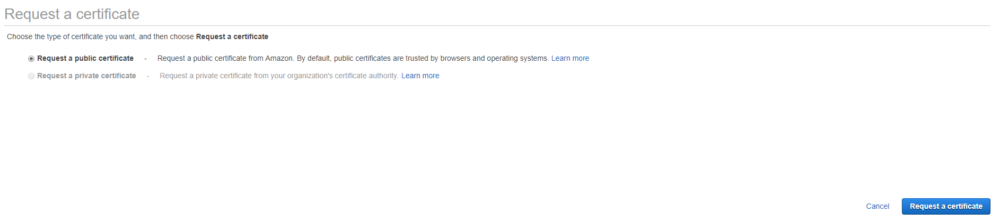 Request a certificate
Choose the type of certificate you want, and then choose Request a certificate
Request a public certificate - Request a public certificate from Amazon. By default, public certificates are trusted by browsers and operating systems. Learn more
Request a private certificate - Request a private certificate from your organization's certificate authority. Learn more
Cancel Request a certificate